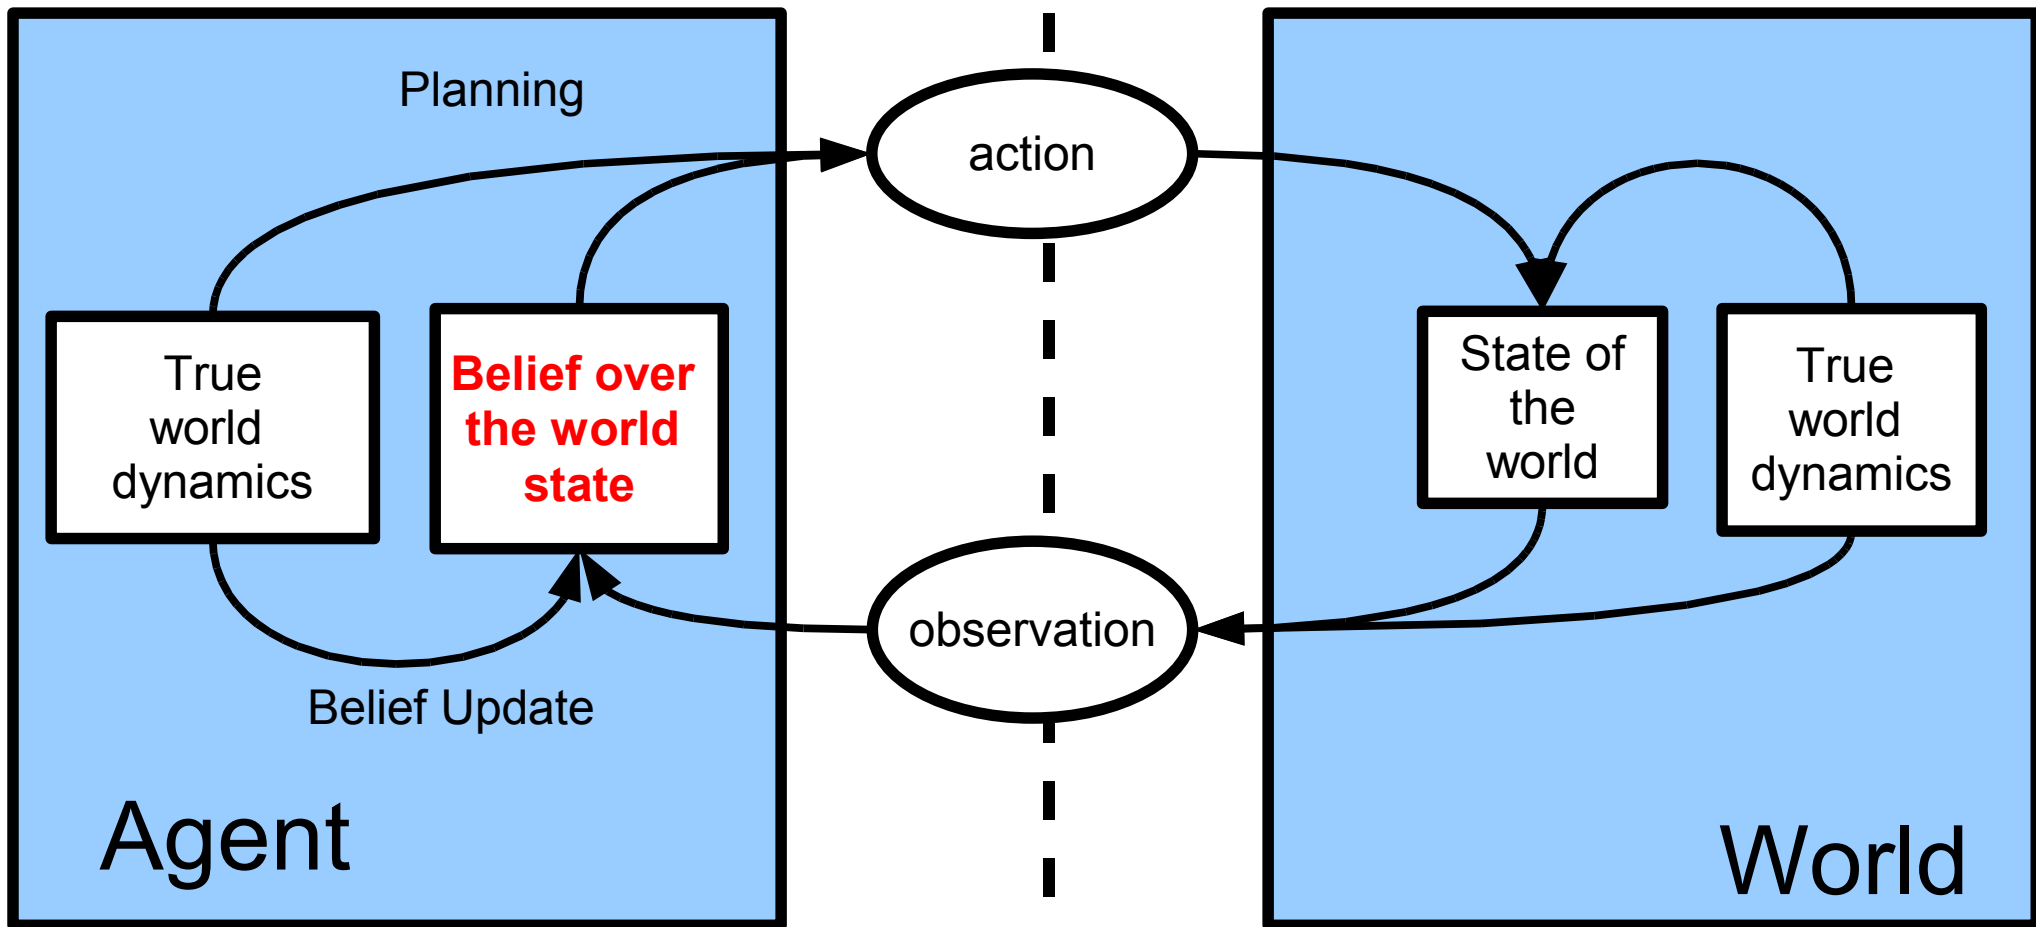 Planning
action
True
world
dynamics
Belief over
the world
state
State of
the
world
True
world
dynamics
observation
Belief Update
Agent
World